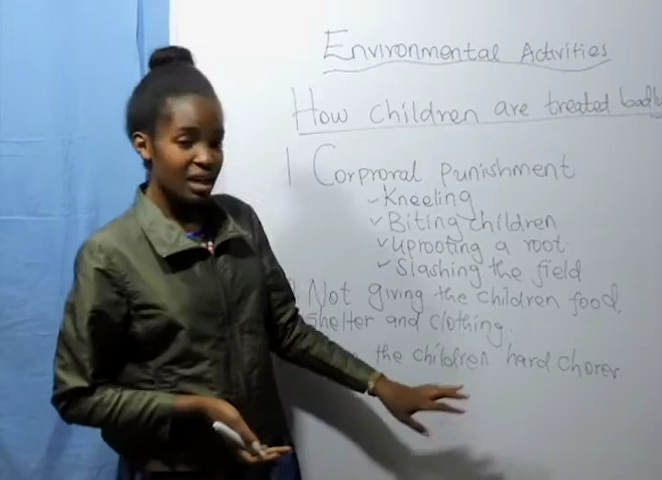 Environmental Activities
How children are treated badly
1 Corproral punishment
✓ Kneeling
✓ Biting children
✓ Uprooting a root
✓ Slashing the field
Not giving the children food,
shelter and clothing.
the children hard chores